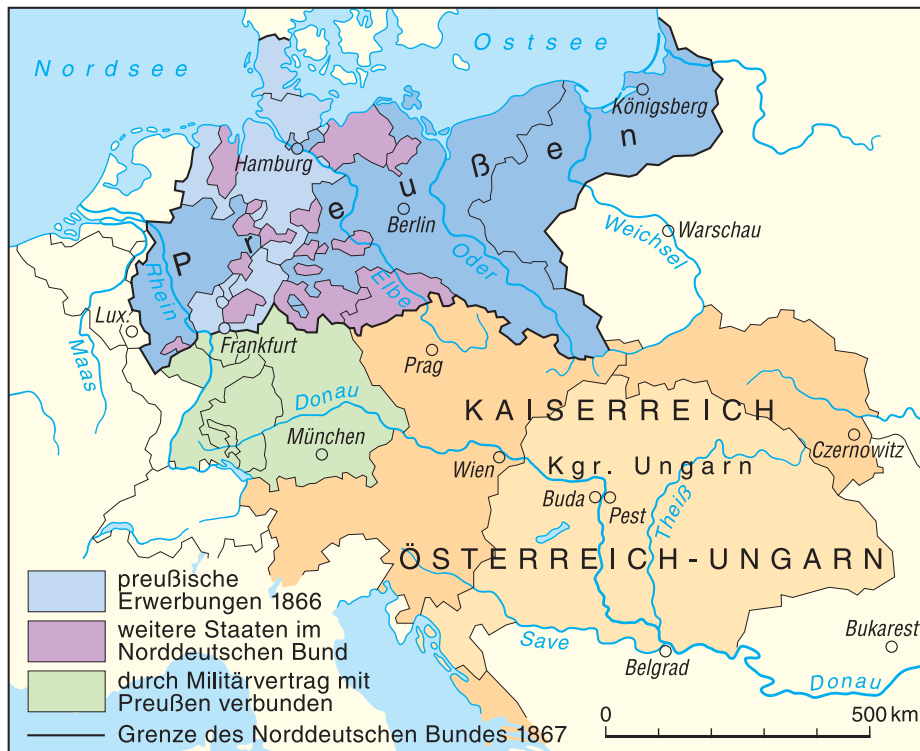 Nordsee
Ostsee
Königsberg
Hamburg
Preußen
Berlin
Warschau
Weichsel
Oder
Elbe
Rhein
Lux.
Maas
Frankfurt
Prag
Donau
KAISERREICH
München
Czernowitz
Wien
Kgr. Ungarn
Buda
Pest
Theiß
ÖSTERREICH-UNGARN
Save
Belgrad
Bukarest
Donau
preußische
Erwerbungen 1866
weitere Staaten im
Norddeutschen Bund
durch Militärvertrag mit
Preußen verbunden
Grenze des Norddeutschen Bundes 1867
0 500 km